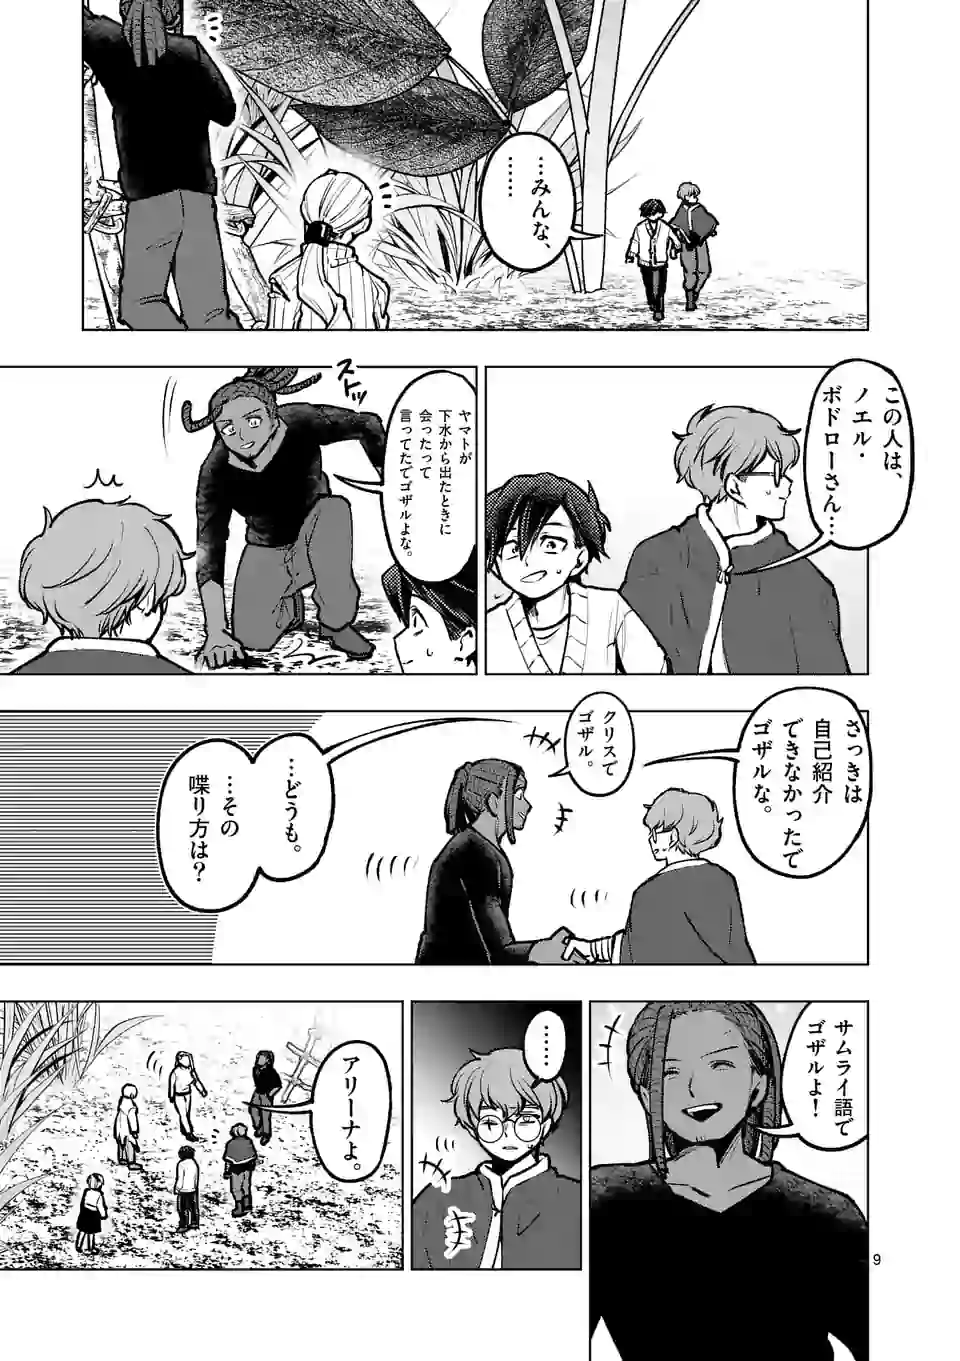 …みんな、
……
この人は、
ノエル・
ボドローさん…
ヤマトが
下水から出たときに
会ったって
言ってたでゴザルよな。
ストッ
さっきは
自己紹介
できなかったで
ゴザルな。
クリスて
ゴザル。
…どうも。
…その
喋り方は？
サムライ語で
ゴザルよ！
……
アリーナよ。
9